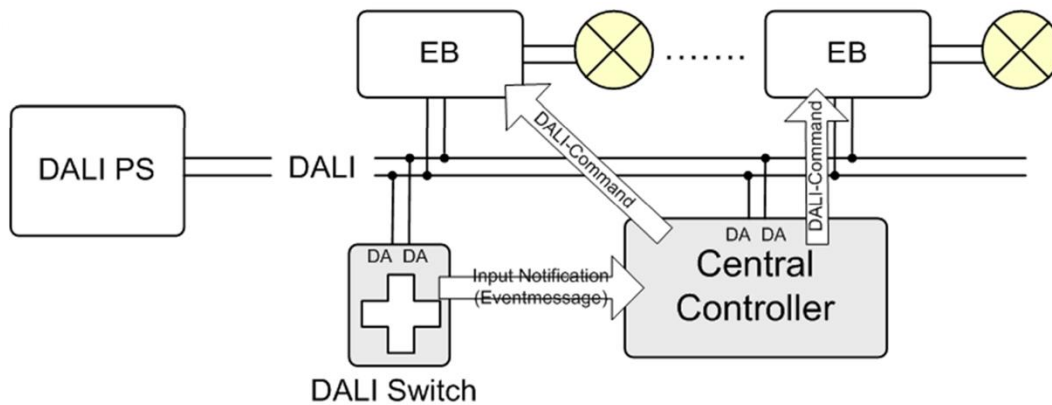 EB
.......
EB
DALI PS
DALI
DALI-Command
DALI-Command
DA DA
DA DA
Central
Controller
Input Notification
(Eventmessage)
DALI Switch